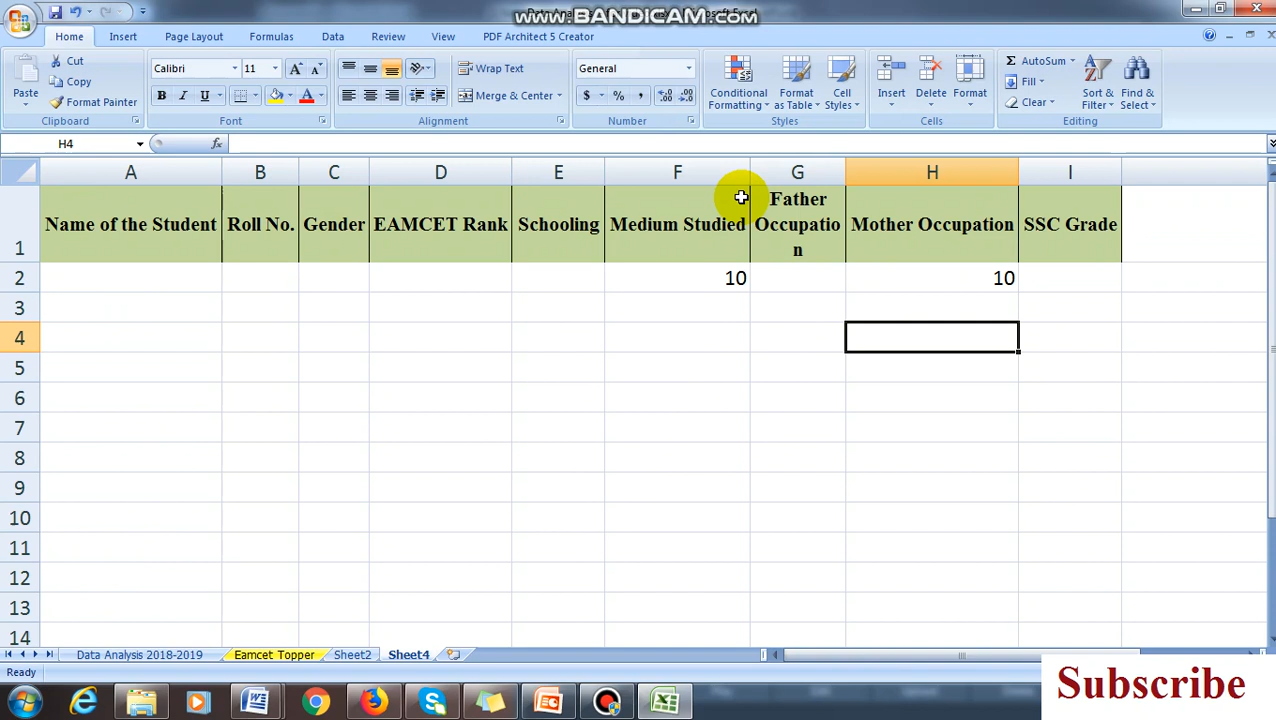 www.BANDICAM.com
Home Insert Page Layout Formulas Data Review View PDF Architect 5 Creator
Paste
Cut
Copy
Format Painter
Clipboard
Calibri 11
B I U
Font
Wrap Text
Merge & Center
Alignment
General
$ % ,
Number
Conditional Formatting
Format as Table
Cell Styles
Styles
Insert
Delete
Format
Cells
AutoSum
Fill
Clear
Sort & Filter
Find & Select
Editing
H4 fx
A B C D E F G H I
1 Name of the Student Roll No. Gender EAMCET Rank Schooling Medium Studied Father Occupatio n Mother Occupation SSC Grade
2 10 10
3
4
5
6
7
8
9
10
11
12
13
14
Data Analysis 2018-2019 Eamcet Topper Sheet2 Sheet4
Ready
Subscribe